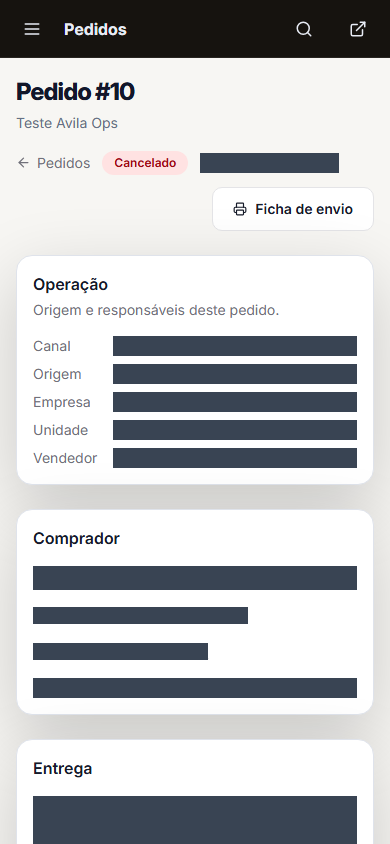 Pedidos
Pedido #10
Teste Avila Ops
Pedidos
Cancelado
Ficha de envio
Operação
Origem e responsáveis deste pedido.
Canal
Origem
Empresa
Unidade
Vendedor
Comprador
Entrega